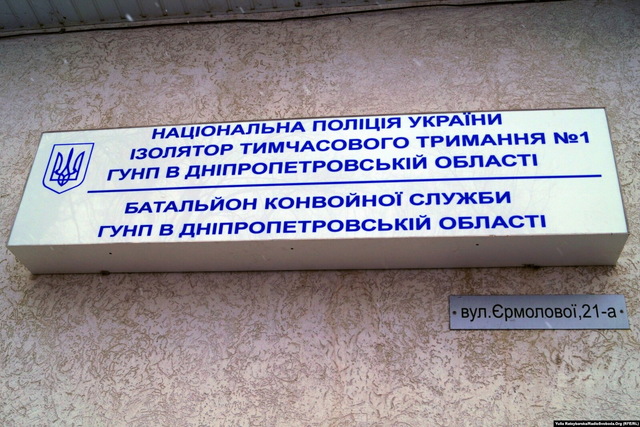 НАЦІОНАЛЬНА ПОЛІЦІЯ УКРАЇНИ
ІЗОЛЯТОР ТИМЧАСОВОГО ТРИМАННЯ №1
ГУНП В ДНІПРОПЕТРОВСЬКІЙ ОБЛАСТІ
БАТАЛЬЙОН КОНВОЙНОЇ СЛУЖБИ
ГУНП В ДНІПРОПЕТРОВСЬКІЙ ОБЛАСТІ
вул.Єрмолової,21-а